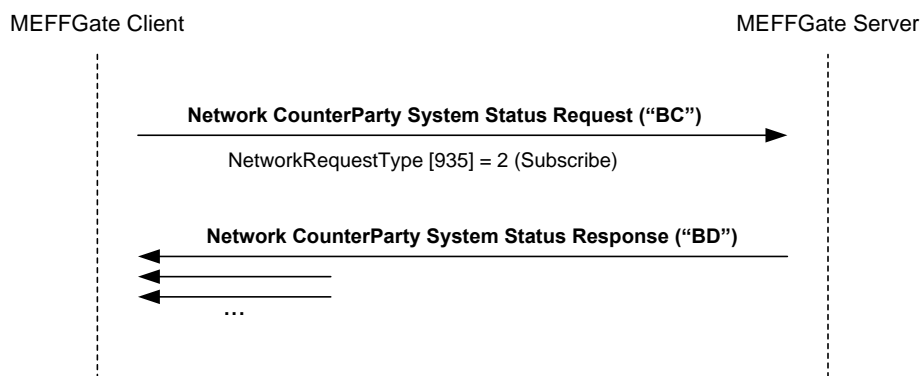 MEFFGate Client
MEFFGate Server
Network CounterParty System Status Request (“BC”)
NetworkRequestType [935] = 2 (Subscribe)
Network CounterParty System Status Response (“BD”)
...